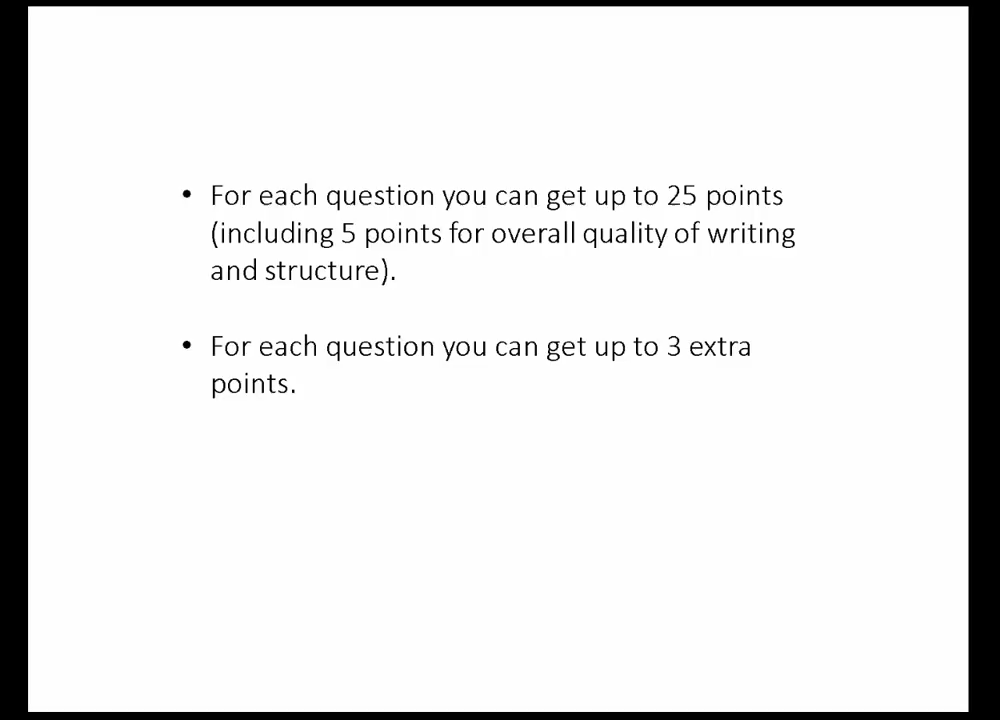 • For each question you can get up to 25 points
(including 5 points for overall quality of writing
and structure).
• For each question you can get up to 3 extra
points.